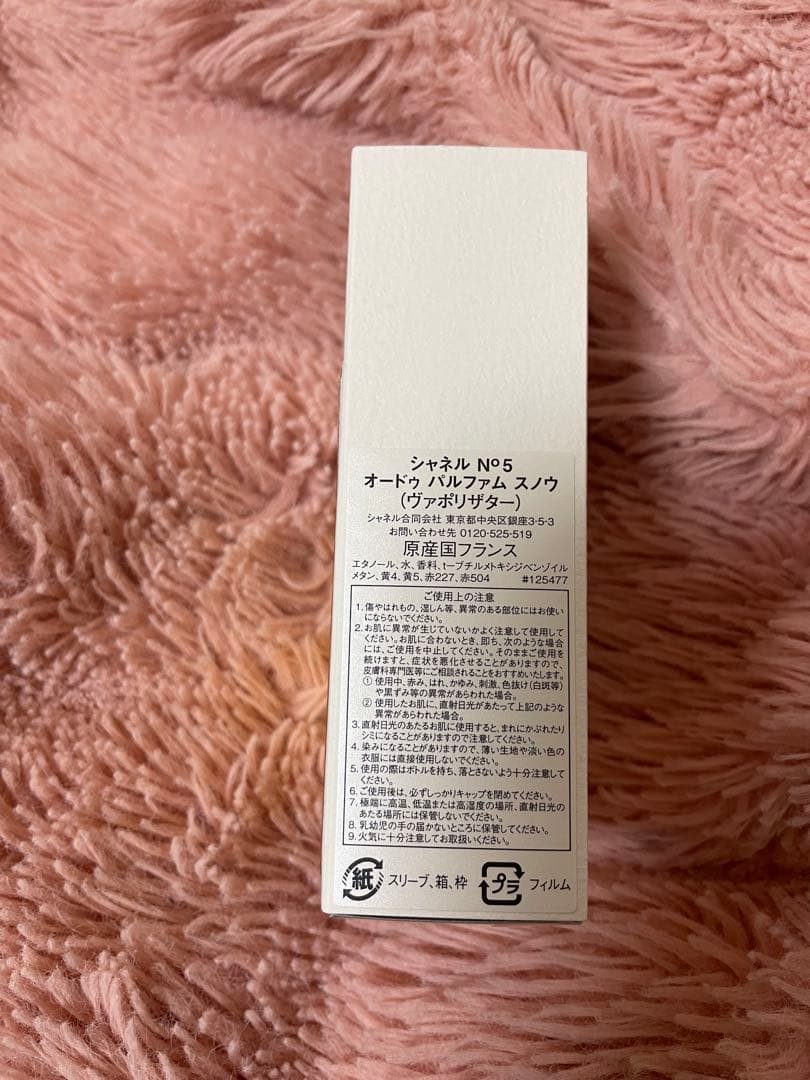 シャネル Nº5
オードゥ パルファム スノウ
(ヴァポリザター)
シャネル合同会社 東京都中央区銀座3-5-3
お問い合わせ先 0120-525-519
原産国フランス
エタノール、水、香料、t-ブチルメトキシジベンゾイル
メタン、黄4、黄5、赤227、赤504 #125477
ご使用上の注意
1. 傷やはれもの、湿しん等、異常のある部位にはお使い
にならないでください。
2. お肌に異常が生じていないかよく注意して使用して
ください。お肌に合わないとき、即ち、次のような場合
には、ご使用を中止してください。そのままご使用を
続けますと、症状を悪化させることがありますので、
皮膚科専門医等にご相談されることをおすすめいたします。
① 使用中、赤み、はれ、かゆみ、刺激、色抜け(白斑等)
や黒ずみ等の異常があらわれた場合。
② 使用したお肌に、直射日光があたって上記のような
異常があらわれた場合。
3. 直射日光のあたるお肌に使用すると、まれにかぶれたり
シミになることがありますので注意してください。
4. 染みになることがありますので、薄い生地や淡い色の
衣服には直接使用しないでください。
5. 使用の際はボトルを持ち、落とさないよう十分注意して
ください。
6. ご使用後は、必ずしっかりキャップを閉めてください。
7. 極端に高温、低温または高湿度の場所、直射日光の
あたる場所には保管しないでください。
8. 乳幼児の手の届かないところに保管してください。
9. 火気に十分注意してお取扱いください。
紙 スリーブ、箱、枠 プラ フィルム